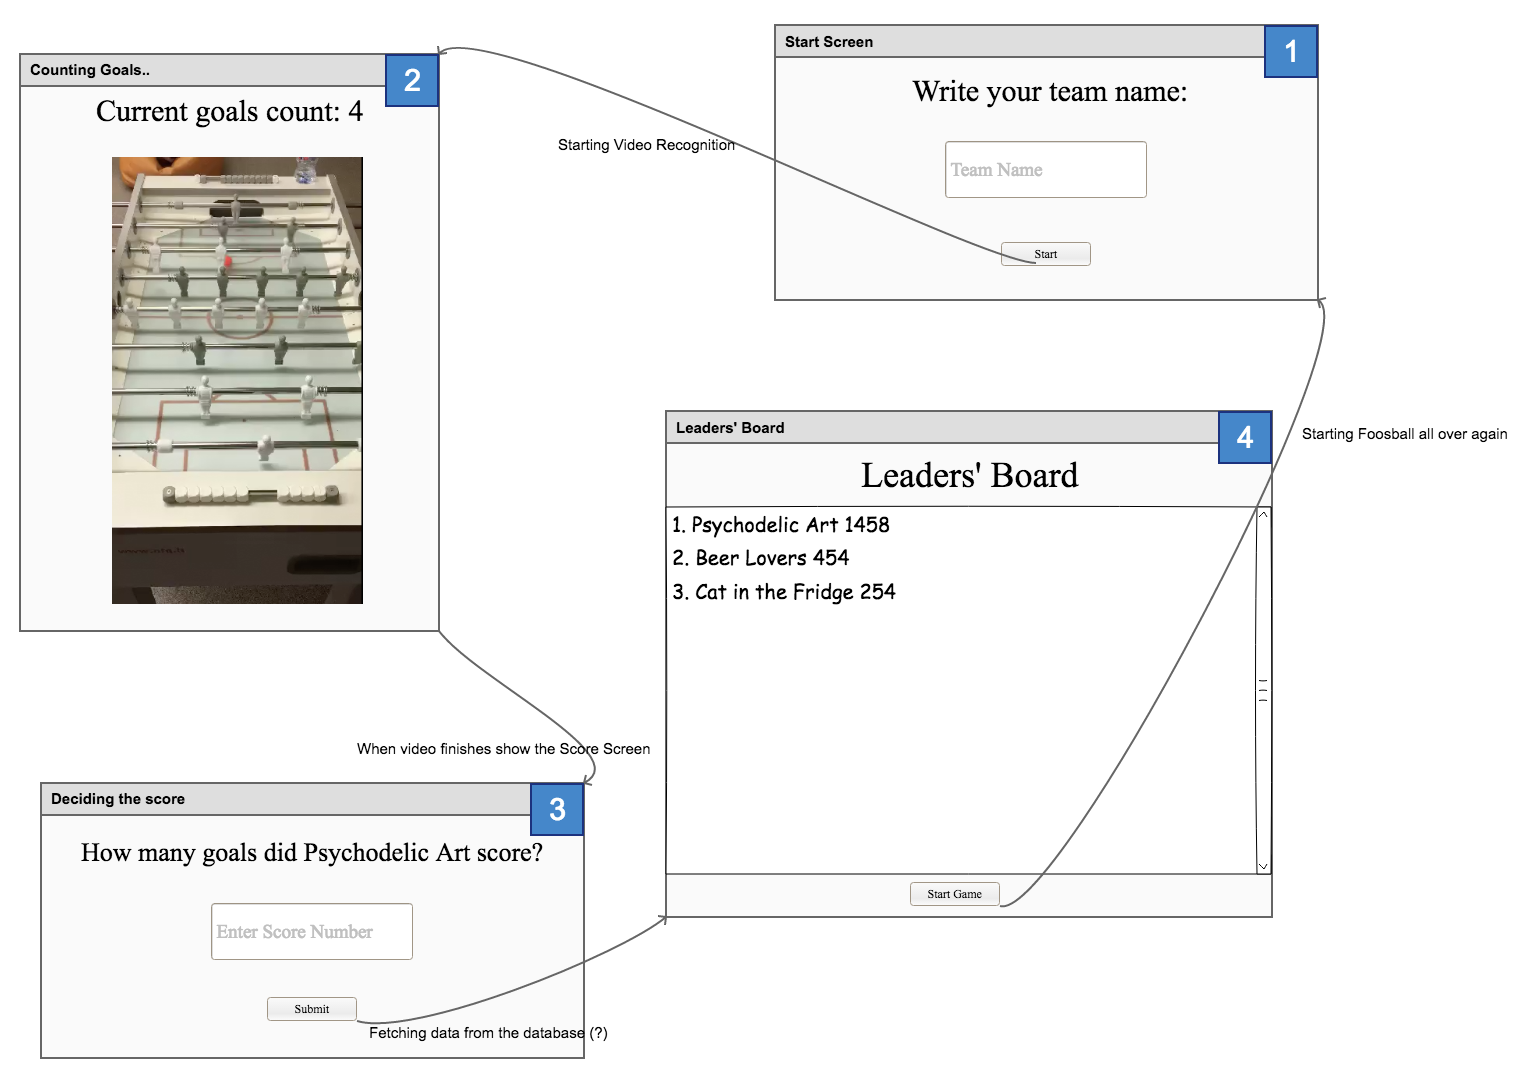 Start Screen
1
Write your team name:
Team Name
Start
Starting Video Recognition
Counting Goals..
2
Current goals count: 4
When video finishes show the Score Screen
Deciding the score
3
How many goals did Psychodelic Art score?
Enter Score Number
Submit
Fetching data from the database (?)
Leaders' Board
4
Leaders' Board
1. Psychodelic Art 1458
2. Beer Lovers 454
3. Cat in the Fridge 254
Start Game
Starting Foosball all over again